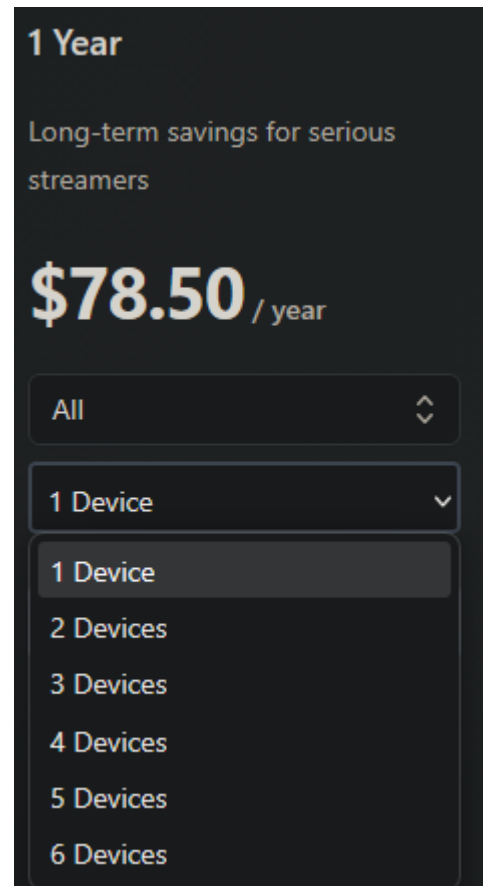 1 Year
Long-term savings for serious
streamers
$78.50 / year
All
1 Device
1 Device
2 Devices
3 Devices
4 Devices
5 Devices
6 Devices